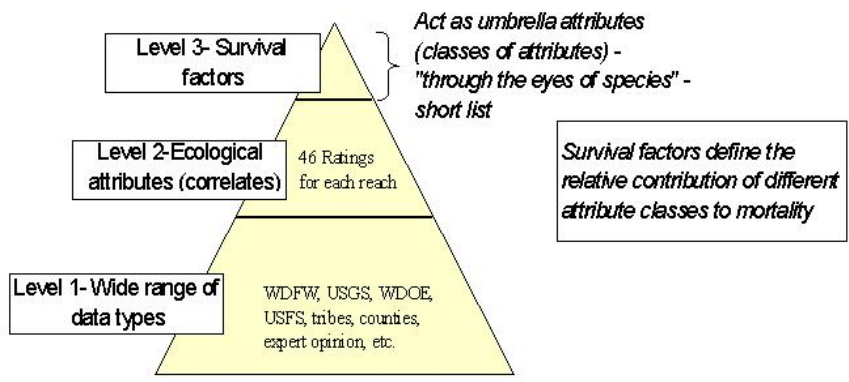 Level 3- Survival
factors
Act as umbrella attributes
(classes of attributes) -
"through the eyes of species" -
short list
Level 2-Ecological
attributes (correlates)
46 Ratings
for each reach
Survival factors define the
relative contribution of different
attribute classes to mortality
Level 1- Wide range of
data types
WDFW, USGS, WDOE,
USFS, tribes, counties,
expert opinion, etc.